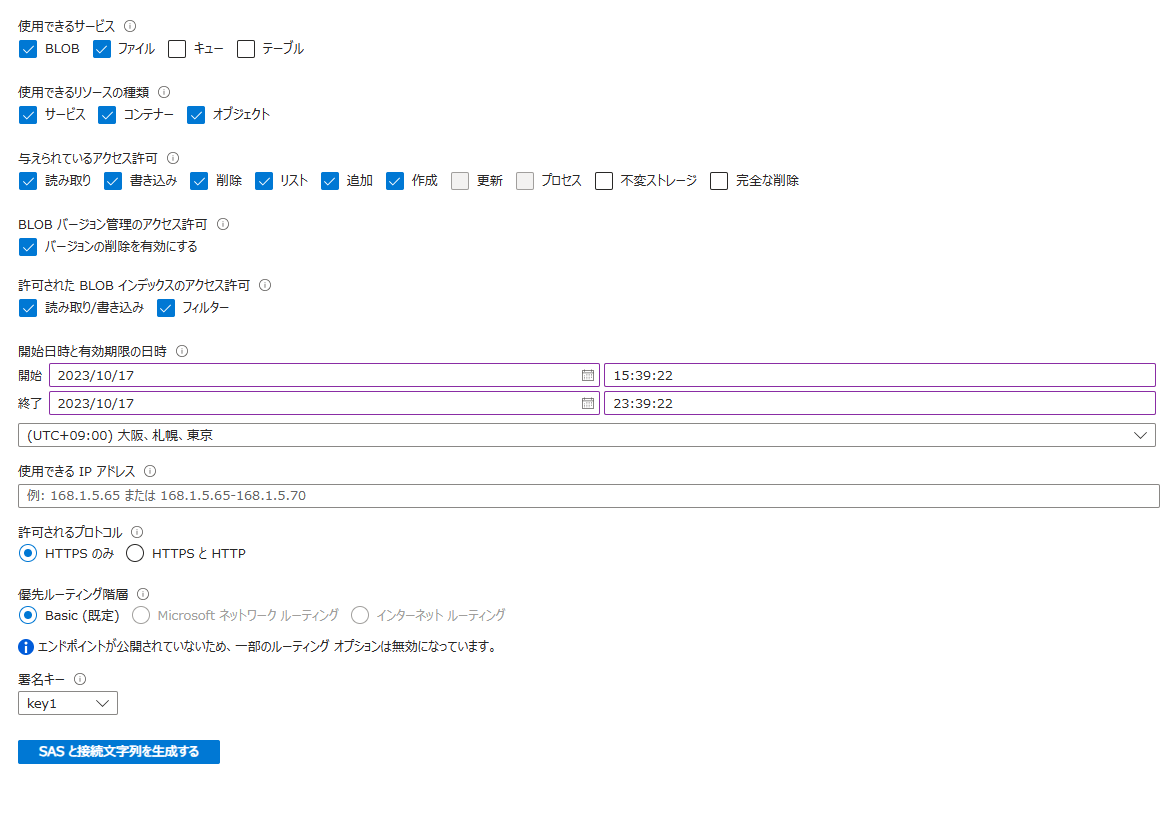 使用できるサービス
BLOB ファイル キュー テーブル
使用できるリソースの種類
サービス コンテナー オブジェクト
与えられているアクセス許可
読み取り 書き込み 削除 リスト 追加 作成 更新 プロセス 不変ストレージ 完全な削除
BLOB バージョン管理のアクセス許可
バージョンの削除を有効にする
許可された BLOB インデックスのアクセス許可
読み取り/書き込み フィルター
開始日時と有効期限の日時
開始 2023/10/17 15:39:22
終了 2023/10/17 23:39:22
(UTC+09:00) 大阪、札幌、東京
使用できる IP アドレス
例: 168.1.5.65 または 168.1.5.65-168.1.5.70
許可されるプロトコル
HTTPS のみ HTTPS と HTTP
優先ルーティング階層
Basic (既定) Microsoft ネットワーク ルーティング インターネット ルーティング
エンドポイントが公開されていないため、一部のルーティング オプションは無効になっています。
署名キー
key1
SAS と接続文字列を生成する